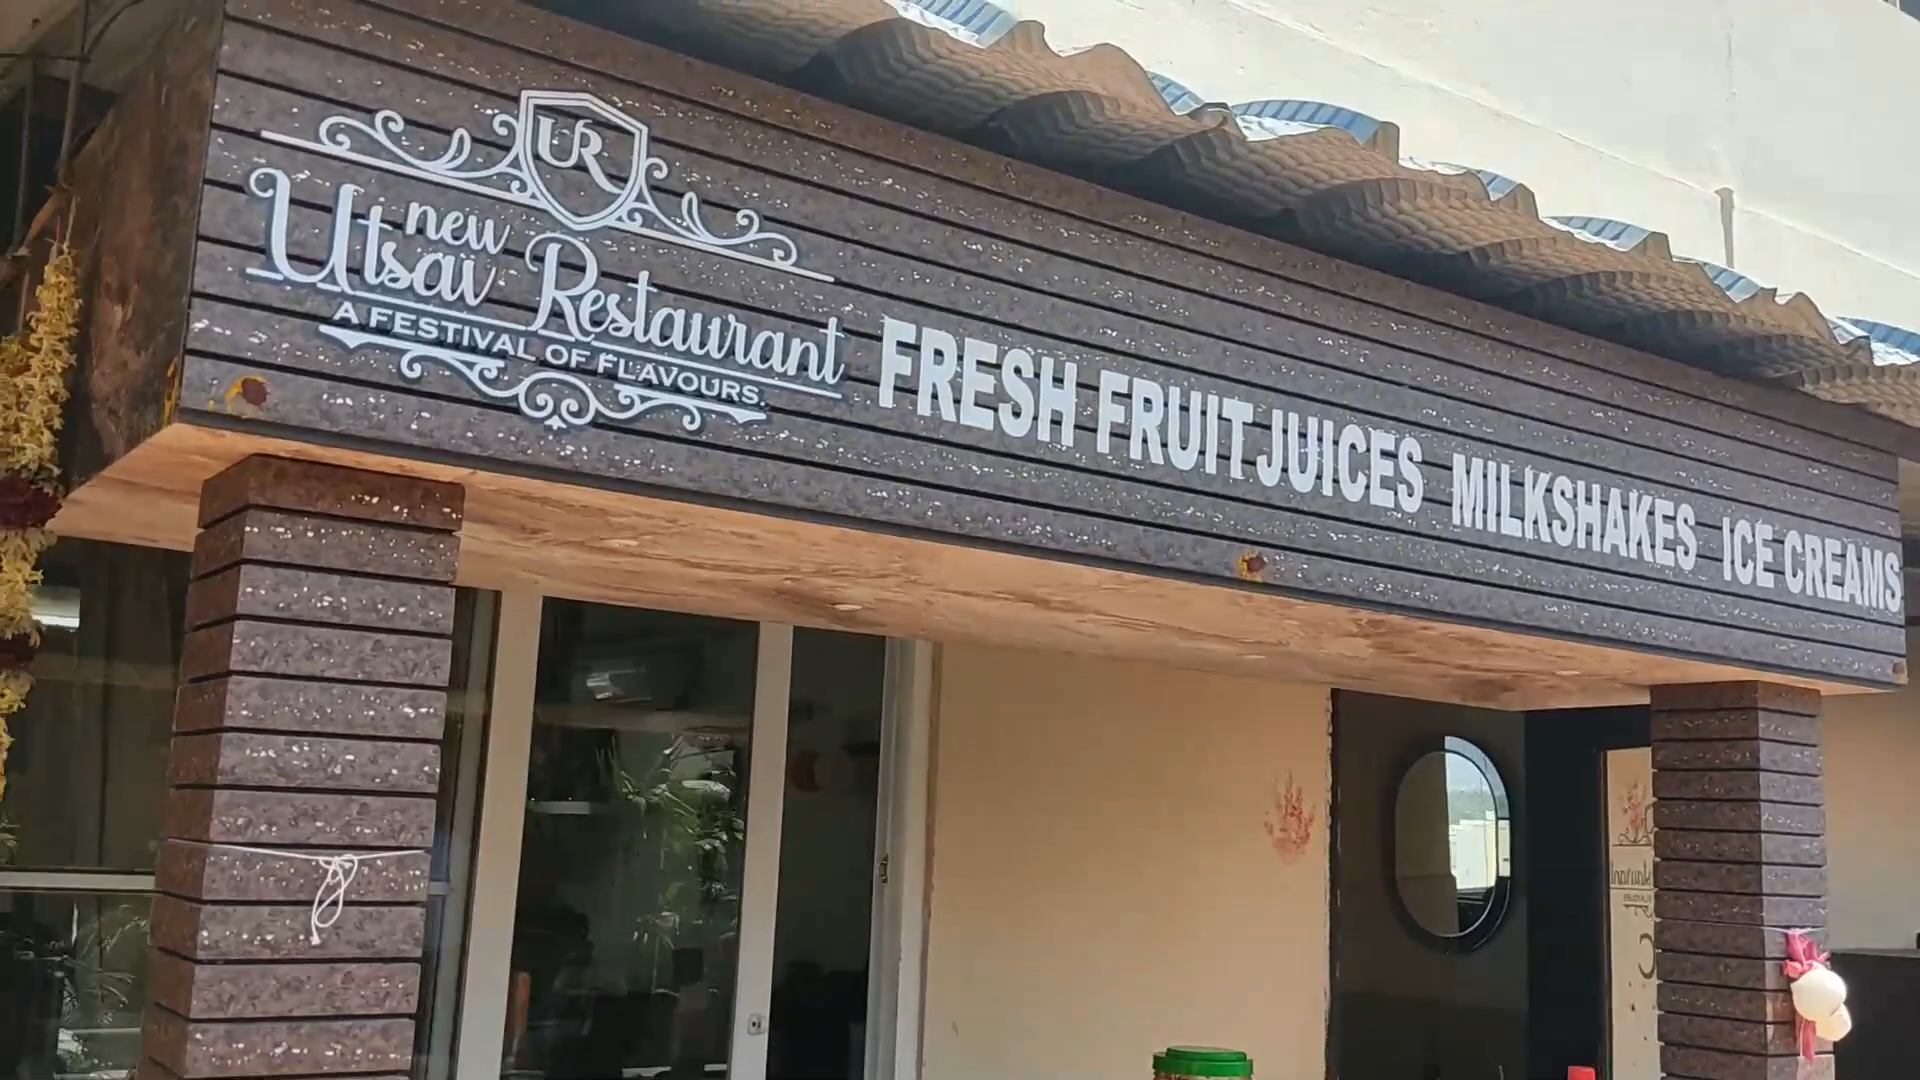 UR
new
Utsav Restaurant
A FESTIVAL OF FLAVOURS.
FRESH FRUIT JUICES MILKSHAKES ICE CREAMS